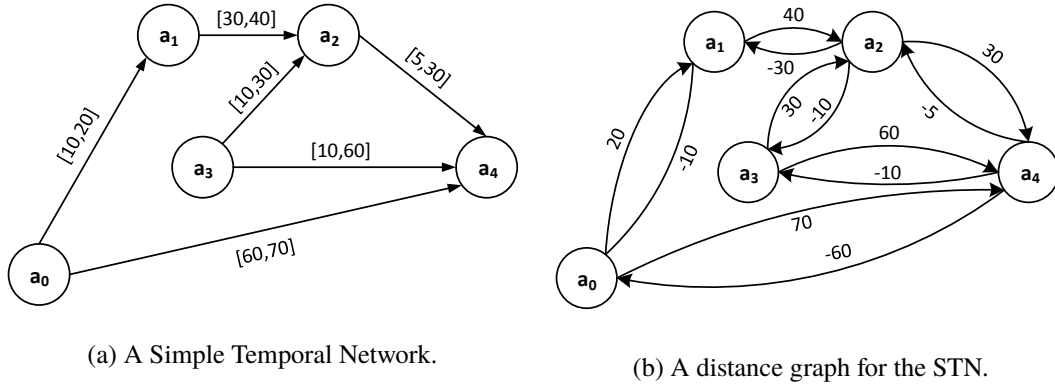 a1
[30,40]
a2
[10,20]
[10,30]
[5,30]
a3
[10,60]
a4
[60,70]
a0
(a) A Simple Temporal Network.
40
a1
a2
-30
30
20
-10
30
-10
-5
60
a3
-10
a4
70
a0
-60
(b) A distance graph for the STN.